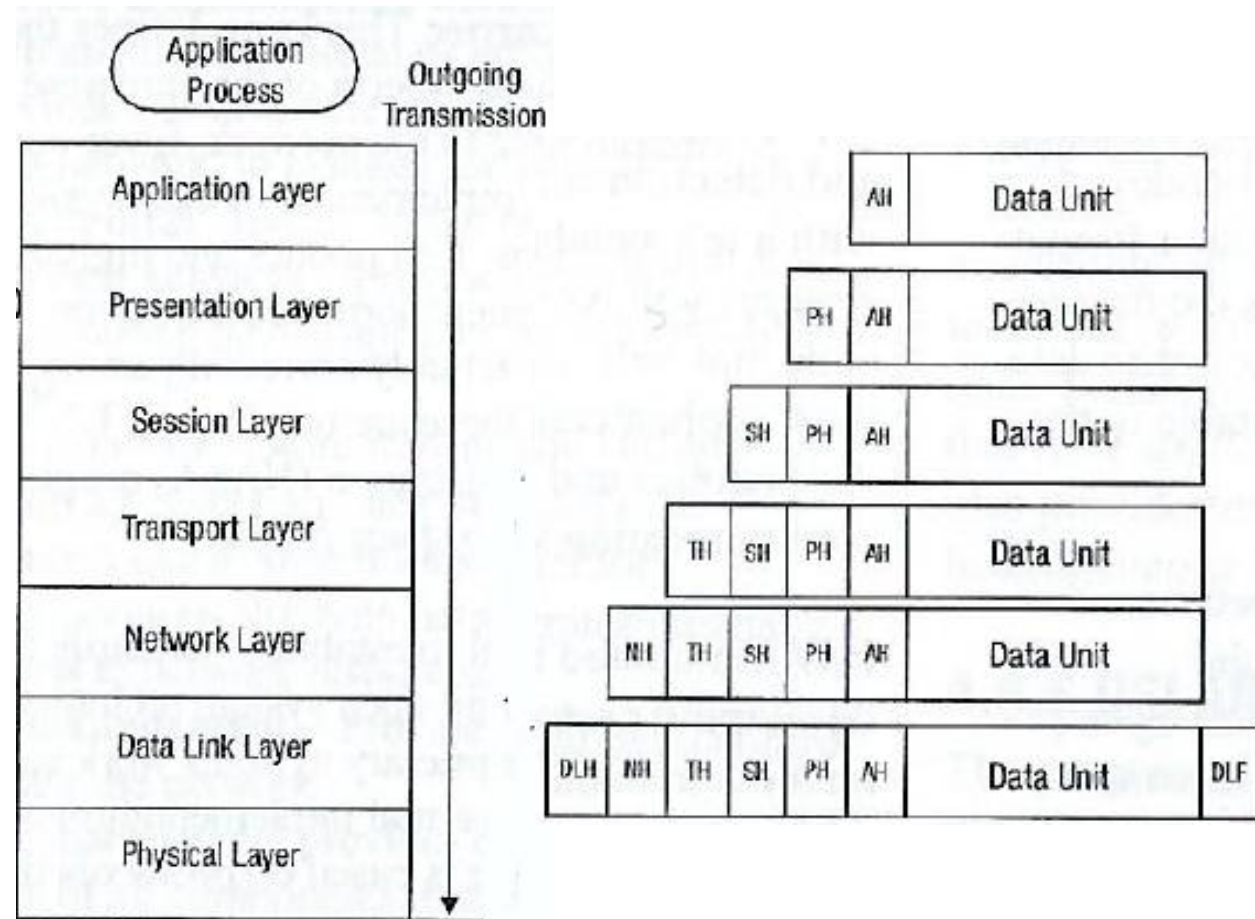 Application
Process
Outgoing
Transmission
Application Layer
AH Data Unit
Presentation Layer
PH AH Data Unit
Session Layer
SH PH AH Data Unit
Transport Layer
TH SH PH AH Data Unit
Network Layer
NH TH SH PH AH Data Unit
Data Link Layer
DLH NH TH SH PH AH Data Unit DLF
Physical Layer